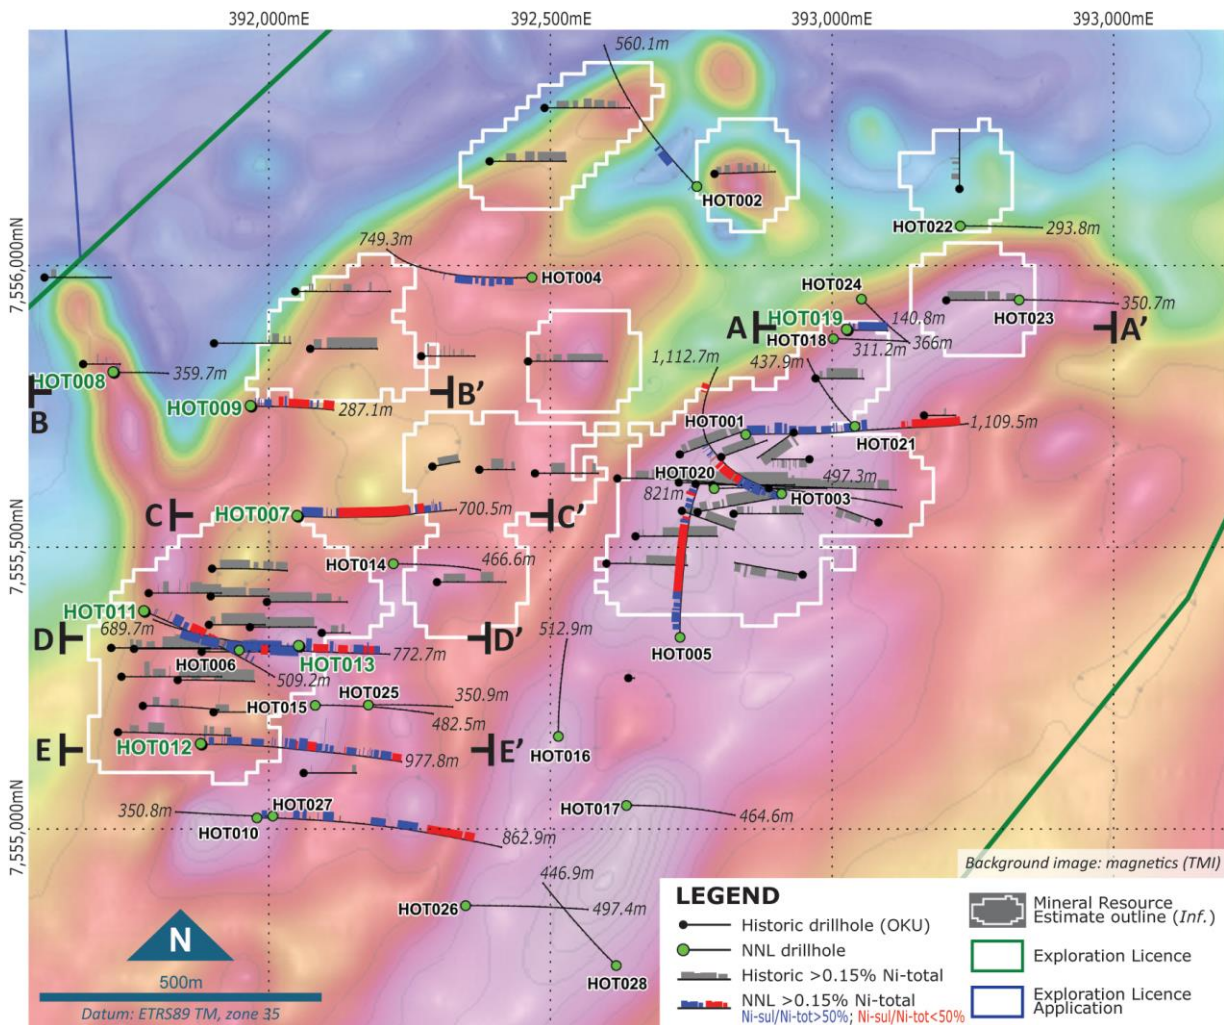 392,000mN
392,500mN
393,000mN
393,000mN
560.1m
HOT002
HOT022
293.8m
749.3m
HOT004
7,556,000mN
HOT024
350.7m
HOT023
A
HOT019
140.8m
A'
HOT018
311.2m
366m
1,112.7m
437.9m
HOT008
359.7m
B
B'
HOT009
287.1m
HOT001
1,109.5m
HOT021
HOT020
497.3m
821m
HOT003
C
HOT007
700.5m
C'
7,555,500mN
HOT014
466.6m
HOT011
D
689.7m
D'
HOT006
HOT013
772.7m
512.9m
HOT005
509.2m
HOT025
350.9m
HOT015
482.5m
E
HOT012
E'
977.8m
HOT016
350.8m
HOT027
HOT010
862.9m
HOT017
464.6m
7,555,000mN
446.9m
HOT026
497.4m
HOT028
Background image: magnetics (TMI)
N
500m
Datum: ETRS89 TM, zone 35
LEGEND
Historic drillhole (OKU)
NNL drillhole
Historic >0.15% Ni-total
NNL >0.15% Ni-total
Ni-sul/Ni-tot>50%; Ni-sul/Ni-tot<50%
Mineral Resource
Estimate outline (Inf.)
Exploration Licence
Exploration Licence
Application